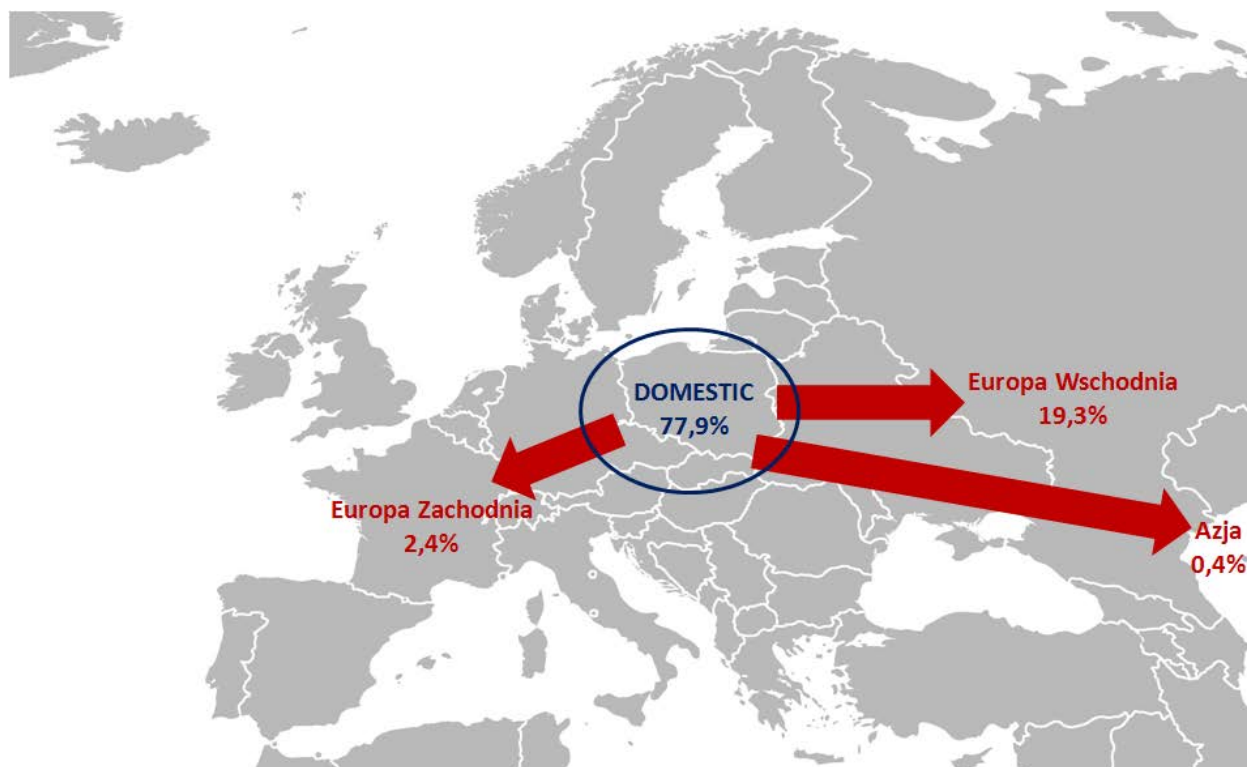 DOMESTIC
77,9%
Europa Wschodnia
19,3%
Europa Zachodnia
2,4%
Azja
0,4%